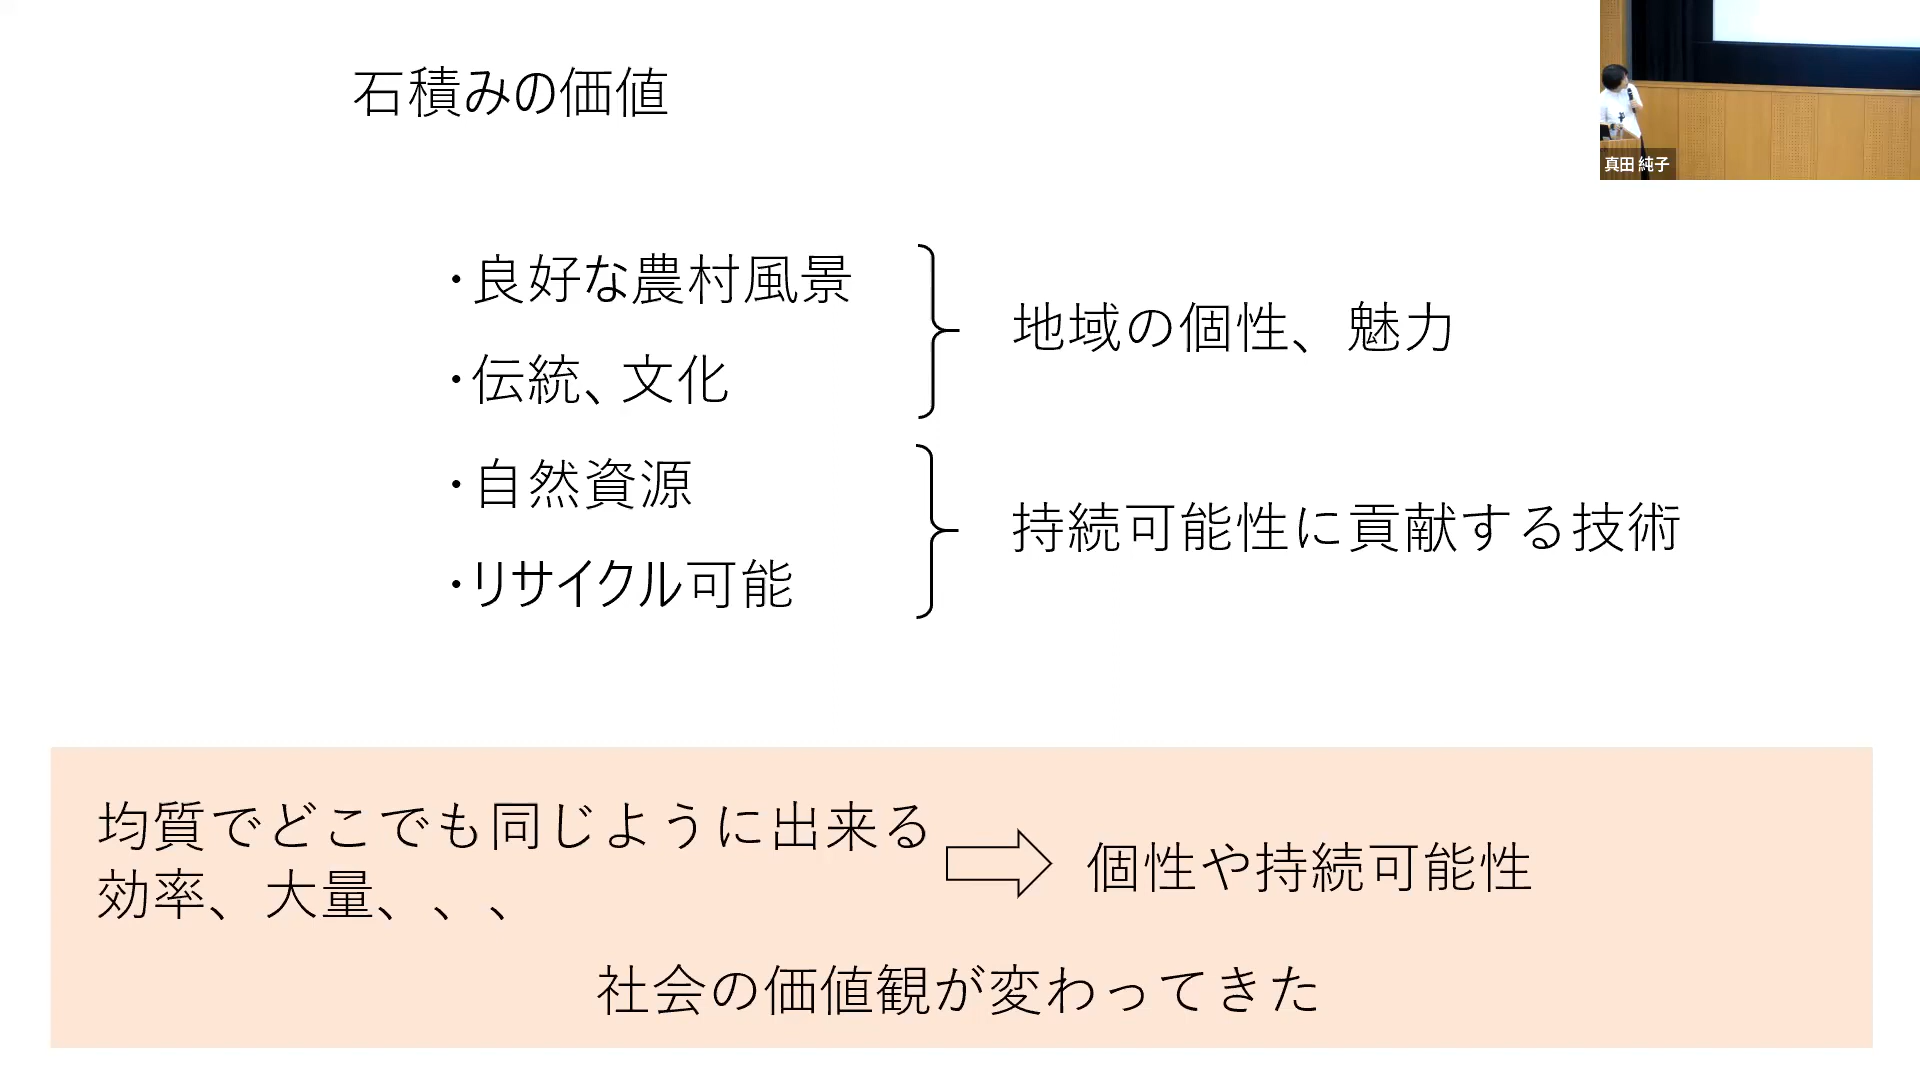 石積みの価値
真田 純子
・良好な農村風景
・伝統、文化
地域の個性、魅力
・自然資源
・リサイクル可能
持続可能性に貢献する技術
均質でどこでも同じように出来る
効率、大量、、、
個性や持続可能性
社会の価値観が変わってきた